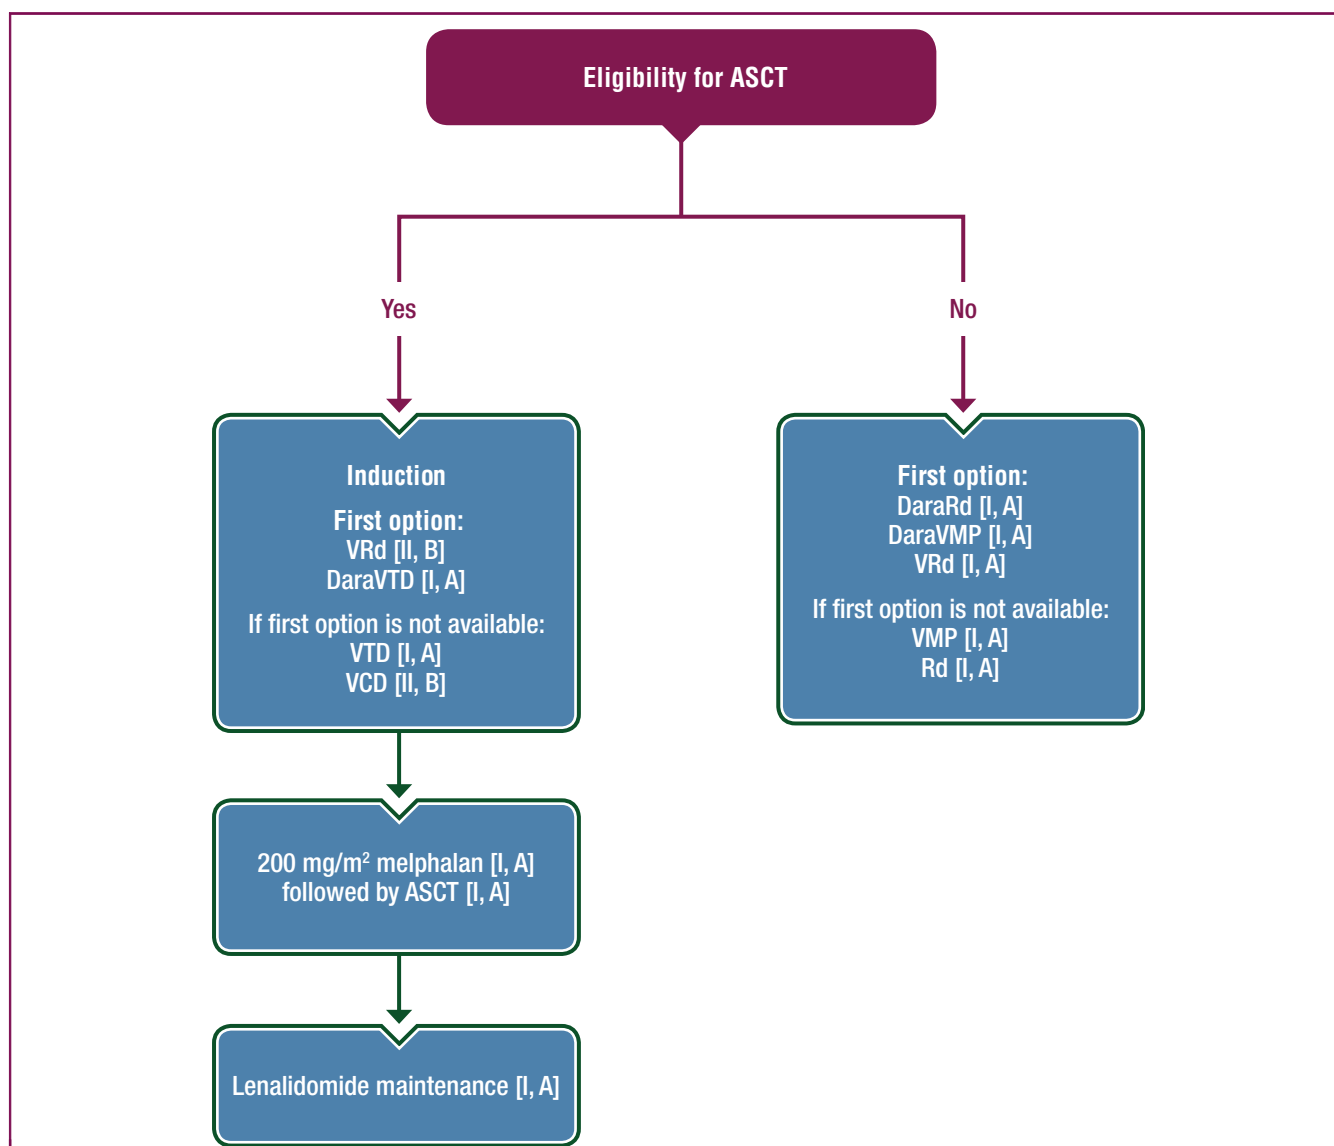 Eligibility for ASCT
Yes
No
Induction
First option:
VRd [II, B]
DaraVTD [I, A]
If first option is not available:
VTD [I, A]
VCD [II, B]
First option:
DaraRd [I, A]
DaraVMP [I, A]
VRd [I, A]
If first option is not available:
VMP [I, A]
Rd [I, A]
200 mg/m² melphalan [I, A]
followed by ASCT [I, A]
Lenalidomide maintenance [I, A]